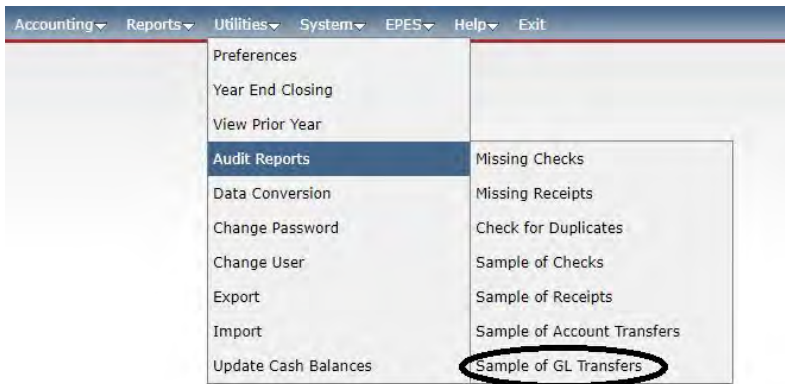 Accounting Reports Utilities System EPES Help Exit
Preferences
Year End Closing
View Prior Year
Audit Reports
Data Conversion
Change Password
Change User
Export
Import
Update Cash Balances
Missing Checks
Missing Receipts
Check for Duplicates
Sample of Checks
Sample of Receipts
Sample of Account Transfers
Sample of GL Transfers